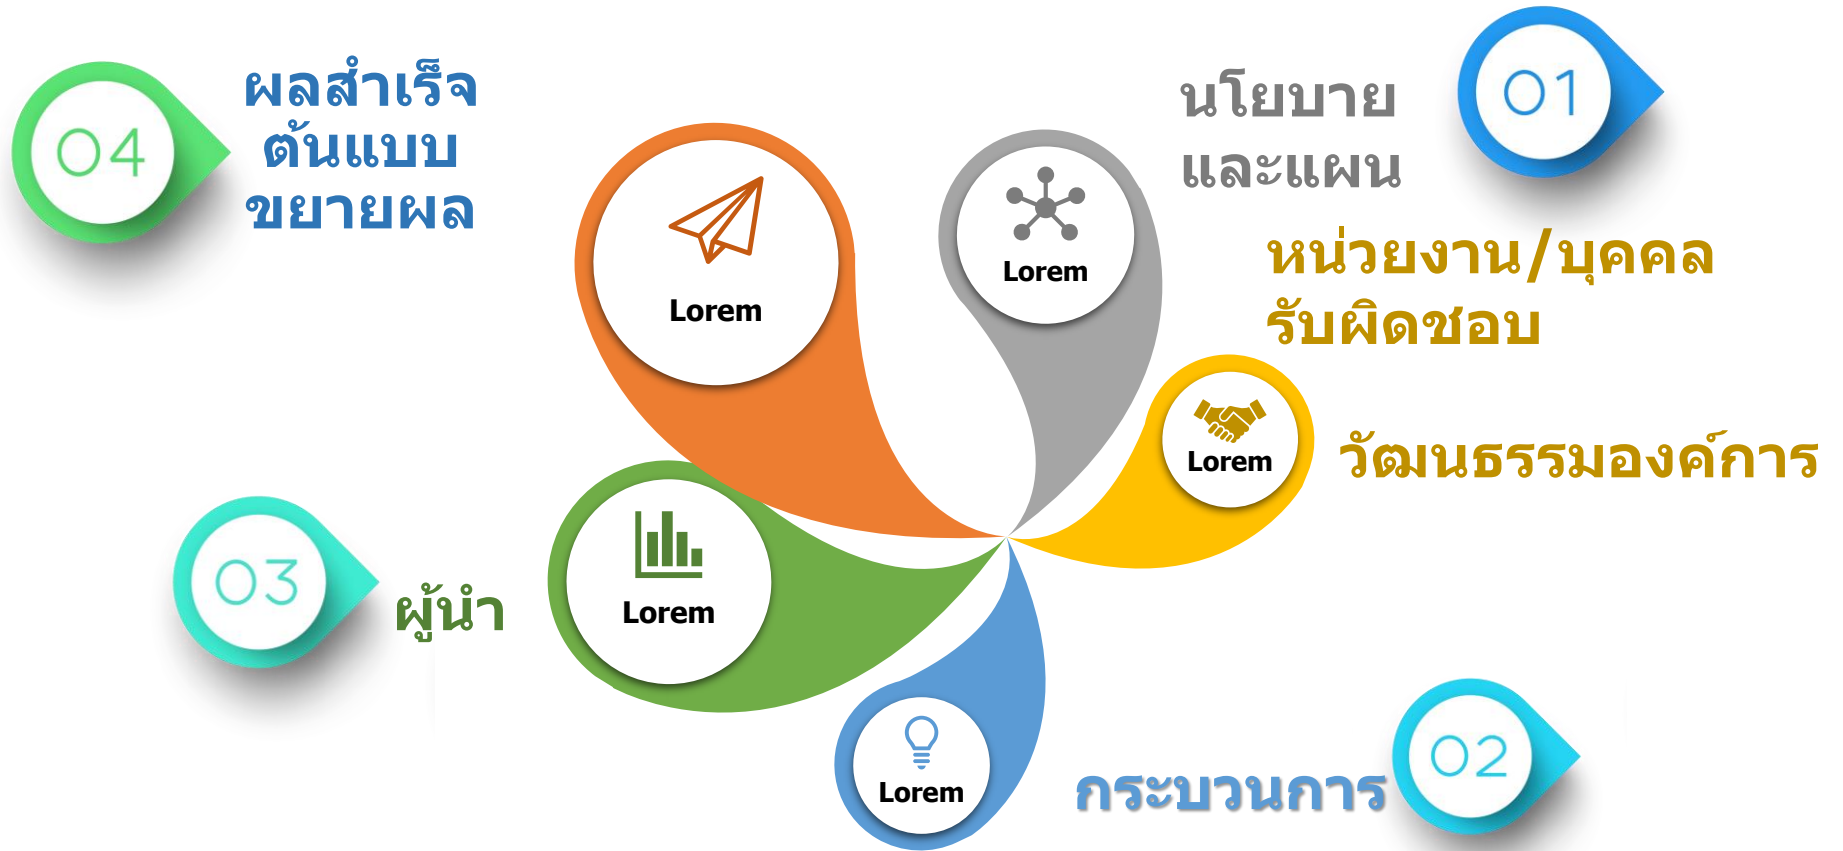 04
ผลสำเร็จ
ต้นแบบ
ขยายผล
Lorem
Lorem
นโยบาย
และแผน
01
หน่วยงาน/บุคคล
รับผิดชอบ
Lorem
วัฒนธรรมองค์การ
03
ผู้นำ
Lorem
Lorem
กระบวนการ
02